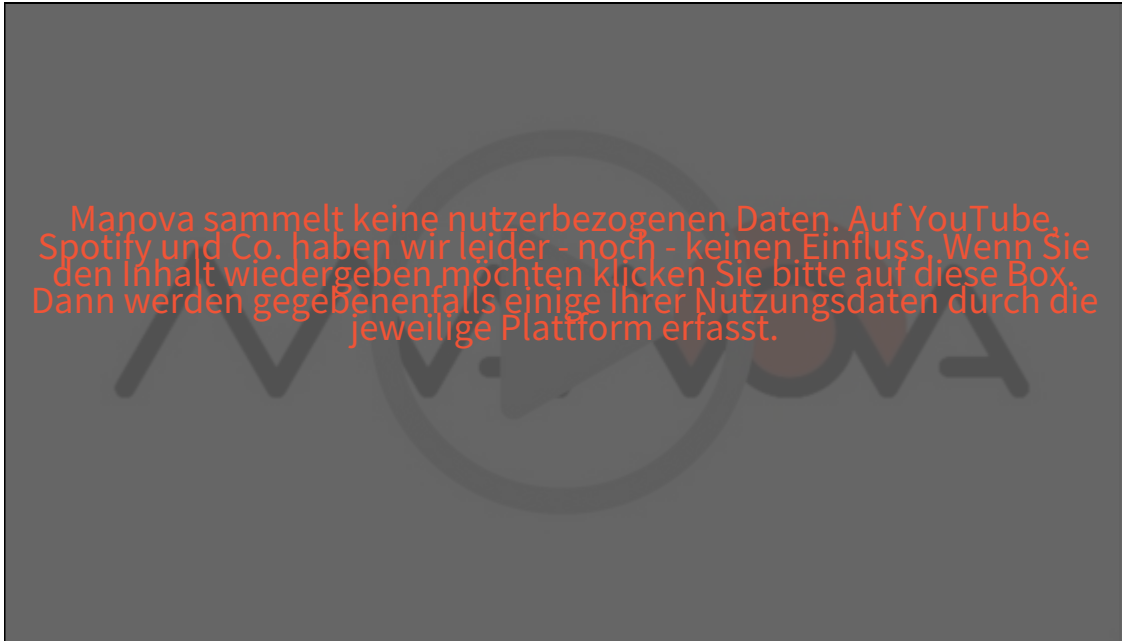 Manova sammelt keine nutzerbezogenen Daten. Auf YouTube,
Spotify und Co. haben wir leider - noch - keinen Einfluss. Wenn Sie
den Inhalt wiedergeben möchten klicken Sie bitte auf diese Box.
Dann werden gegebenenfalls einige Ihrer Nutzungsdaten durch die
jeweilige Plattform erfasst.
MANOVA